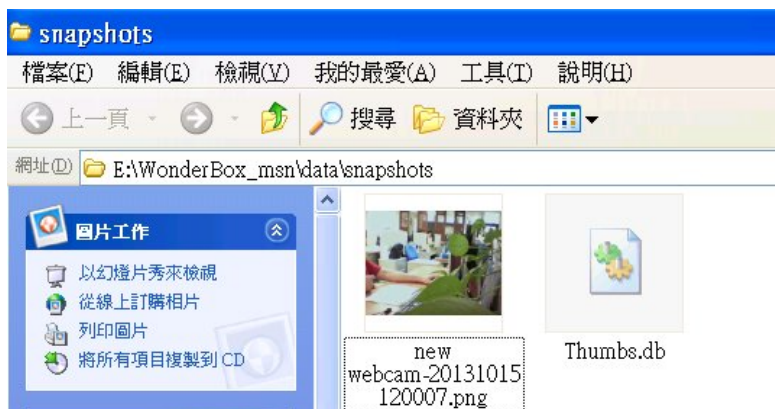 snapshots
檔案(F) 編輯(E) 檢視(V) 我的最愛(A) 工具(T) 說明(H)
上一頁 搜尋 資料夾
網址(D) E:\WonderBox_msn\data\snapshots
圖片工作
以幻燈片秀來檢視
從線上訂購相片
列印圖片
將所有項目複製到 CD
new
webcam-20131015
120007.png
Thumbs.db